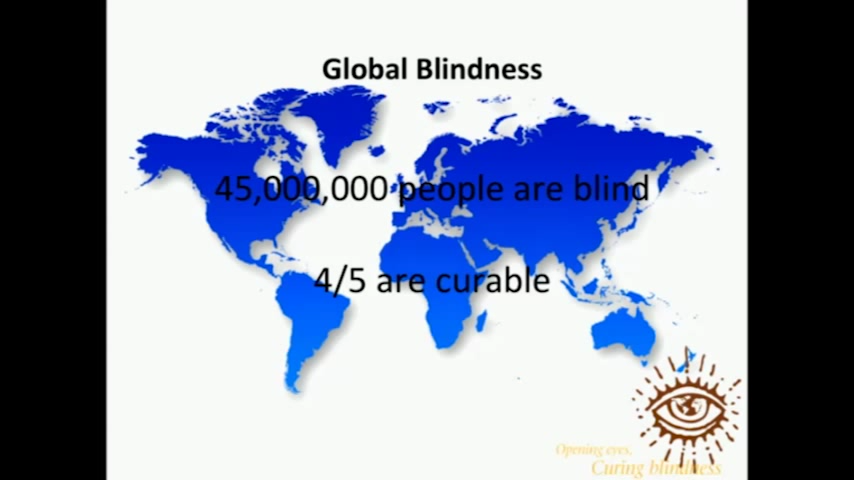 Global Blindness
45,000,000 people are blind
4/5 are curable
Opening eyes.
Curing blindness